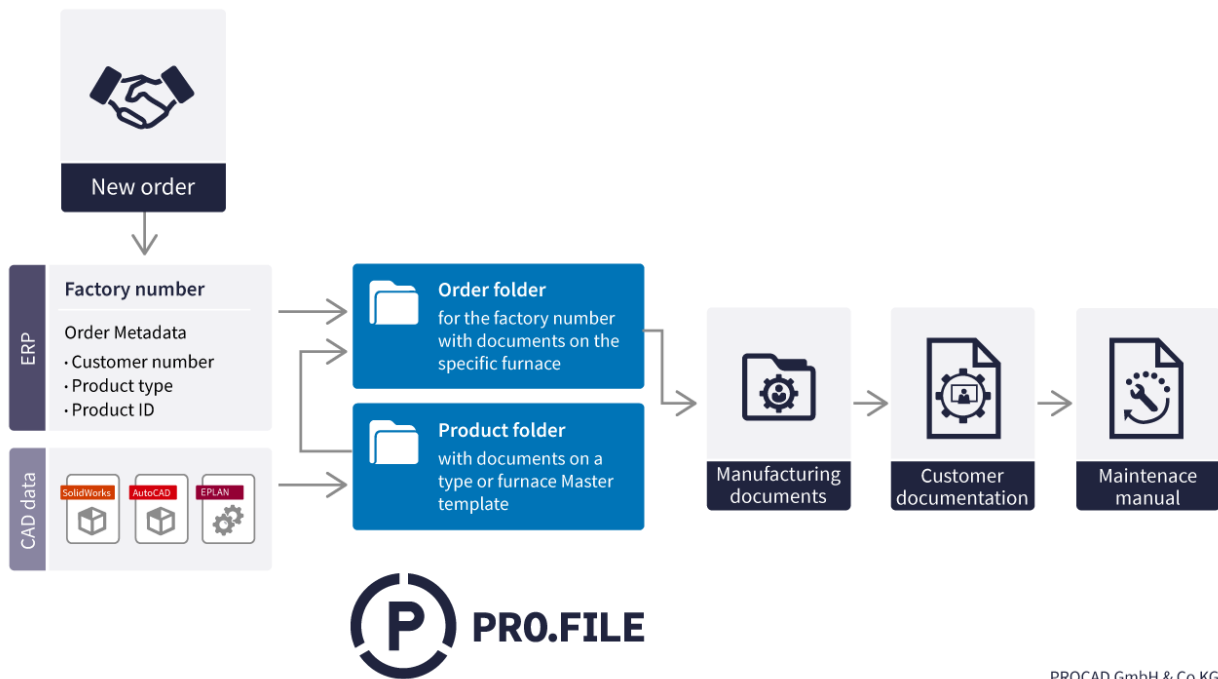 New order
ERP
Factory number
Order Metadata
· Customer number
· Product type
· Product ID
CAD data
SolidWorks
AutoCAD
EPLAN
Order folder
for the factory number
with documents on the
specific furnace
Product folder
with documents on a
type or furnace Master
template
Manufacturing
documents
Customer
documentation
Maintenace
manual
P PRO.FILE
PROCAD GmbH & Co KG